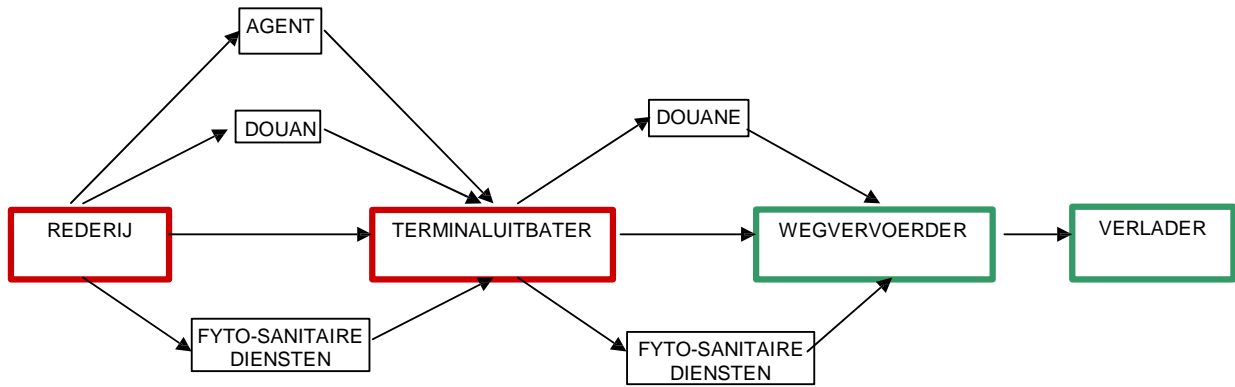 AGENT
DOUAN
DOUANE
REDERIJ
TERMINALUITBATER
WEGVERVOERDER
VERLADER
FYTO-SANITAIRE
DIENSTEN
FYTO-SANITAIRE
DIENSTEN